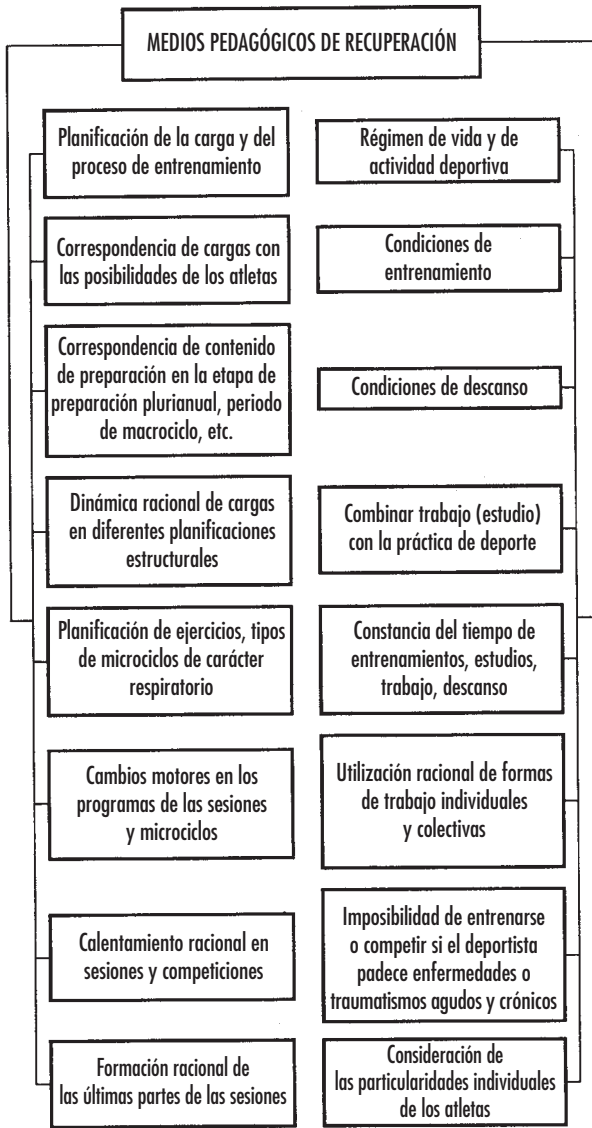 MEDIOS PEDAGÓGICOS DE RECUPERACIÓN
Planificación de la carga y del
proceso de entrenamiento
Correspondencia de cargas con
las posibilidades de los atletas
Correspondencia de contenido
de preparación en la etapa de
preparación plurianual, periodo
de macrociclo, etc.
Dinámica racional de cargas
en diferentes planificaciones
estructurales
Planificación de ejercicios, tipos
de microciclos de carácter
respiratorio
Cambios motores en los
programas de las sesiones
y microciclos
Calentamiento racional en
sesiones y competiciones
Formación racional de
las últimas partes de las sesiones
Régimen de vida y de
actividad deportiva
Condiciones de
entrenamiento
Condiciones de descanso
Combinar trabajo (estudio)
con la práctica de deporte
Constancia del tiempo de
entrenamientos, estudios,
trabajo, descanso
Utilización racional de formas
de trabajo individuales
y colectivas
Imposibilidad de entrenarse
o competir si el deportista
padece enfermedades o
traumatismos agudos y crónicos
Consideración de
las particularidades individuales
de los atletas